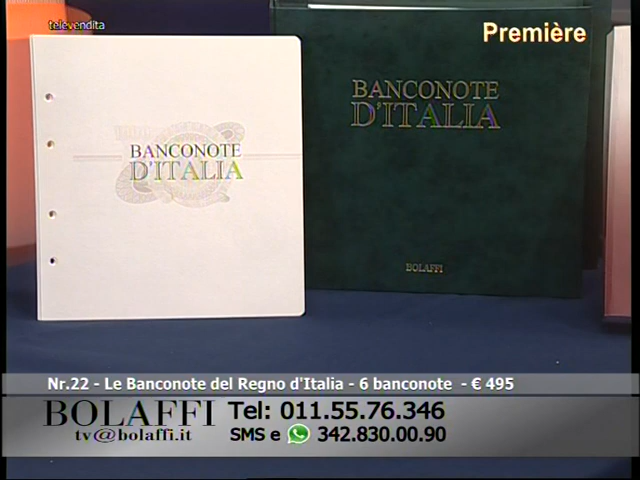 televendita
Première
BANCONOTE
D'ITALIA
BANCONOTE
D'ITALIA
BOLAFFI
Nr.22 - Le Banconote del Regno d'Italia - 6 banconote - € 495
BOLAFFI Tel: 011.55.76.346
tv@bolaffi.it SMS e 342.830.00.90